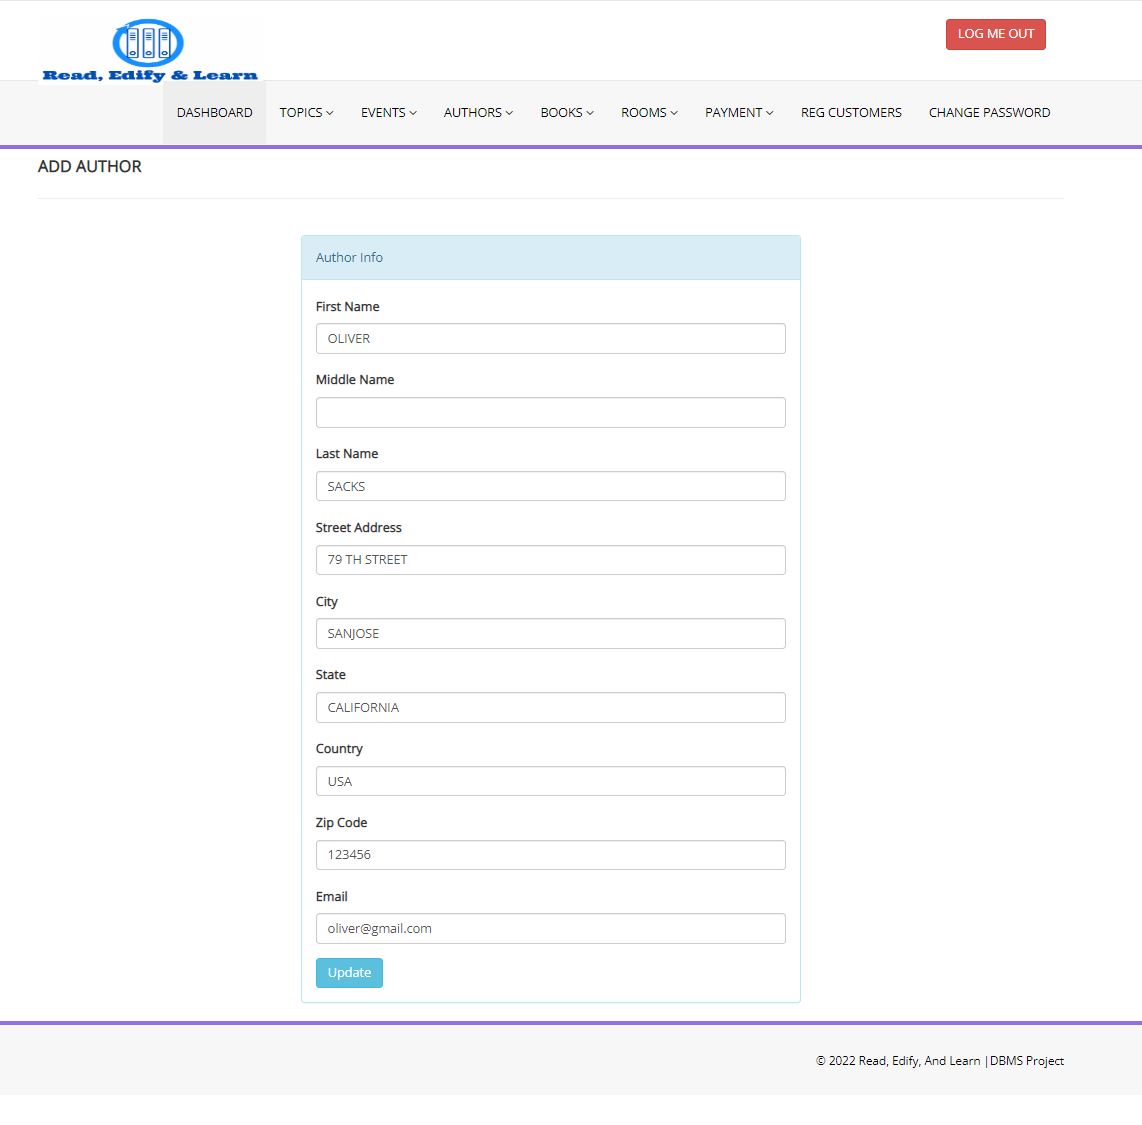 Read, Edify & Learn
LOG ME OUT
DASHBOARD TOPICS EVENTS AUTHORS BOOKS ROOMS PAYMENT REG CUSTOMERS CHANGE PASSWORD
ADD AUTHOR
Author Info
First Name
OLIVER
Middle Name
Last Name
SACKS
Street Address
79 TH STREET
City
SANJOSE
State
CALIFORNIA
Country
USA
Zip Code
123456
Email
oliver@gmail.com
Update
© 2022 Read, Edify, And Learn |DBMS Project